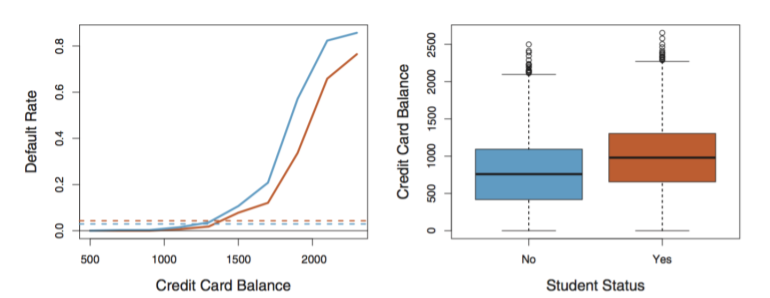 Default Rate
0.8
0.6
0.4
0.2
0.0
500 1000 1500 2000
Credit Card Balance
Credit Card Balance
2500
2000
1500
1000
500
0
No Yes
Student Status